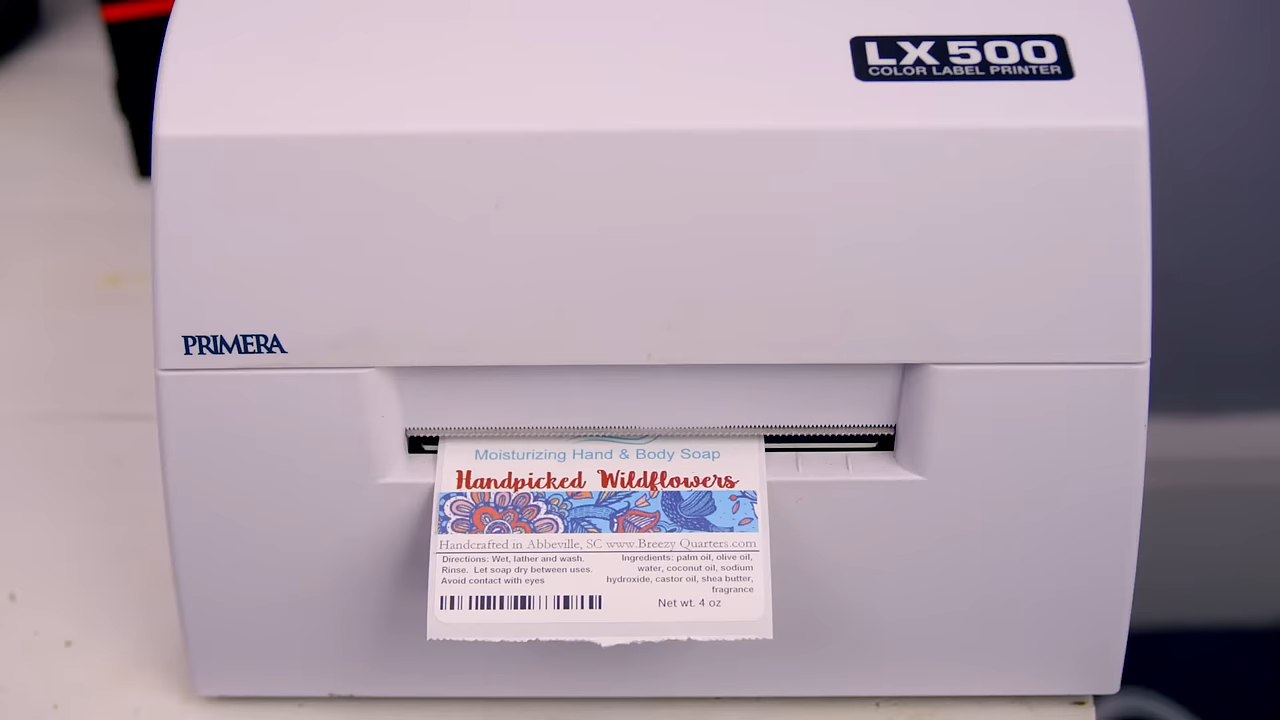 LX500
COLOR LABEL PRINTER
PRIMERA
Moisturizing Hand & Body Soap
Handpicked Wildflowers
Handcrafted in Abbeville, SC www.Breezy Quarters.com
Directions: Wet, lather and wash.
Rinse. Let soap dry between uses.
Avoid contact with eyes
Ingredients: palm oil, olive oil,
water, coconut oil, sodium
hydroxide, castor oil, shea butter,
fragrance
Net wt. 4 oz